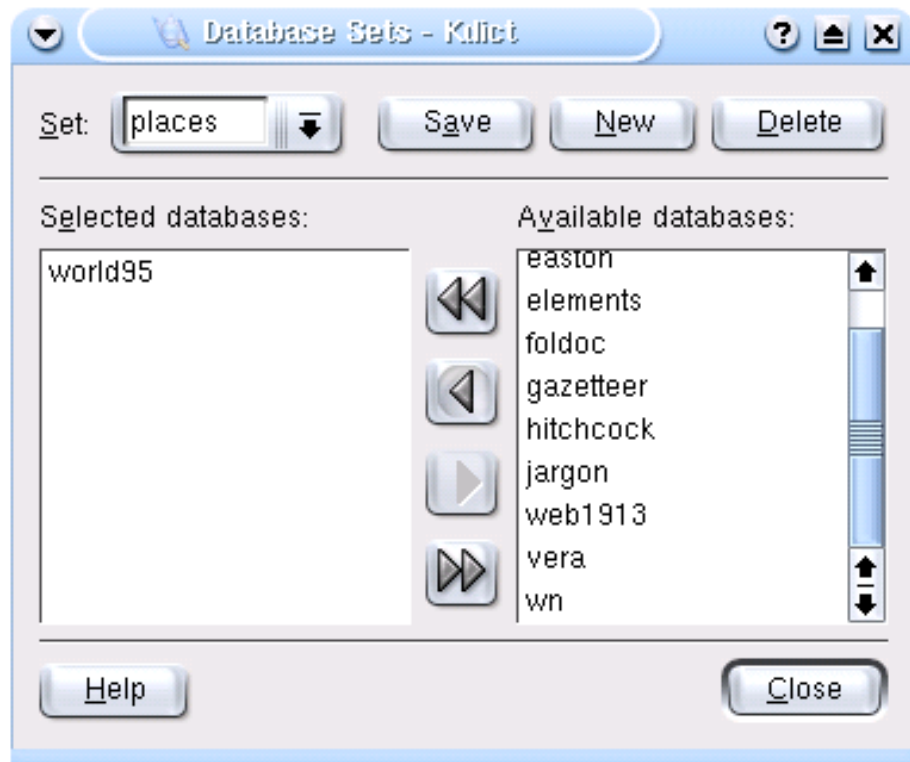 Database Sets - Kdict
Set: places Save New Delete
Selected databases:
world95
Available databases:
easton
elements
foldoc
gazetteer
hitchcock
jargon
web1913
vera
wn
Help Close